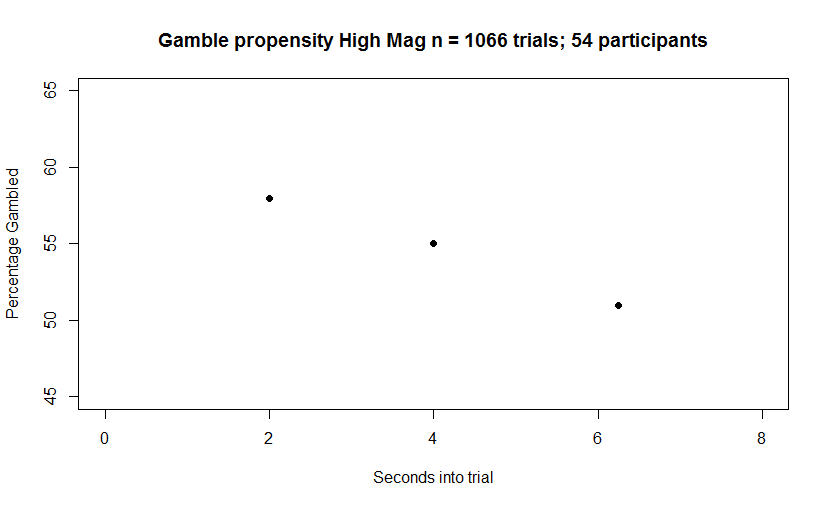 Gamble propensity High Mag n = 1066 trials; 54 participants
Percentage Gambled
65
60
55
50
45
0 2 4 6 8
Seconds into trial